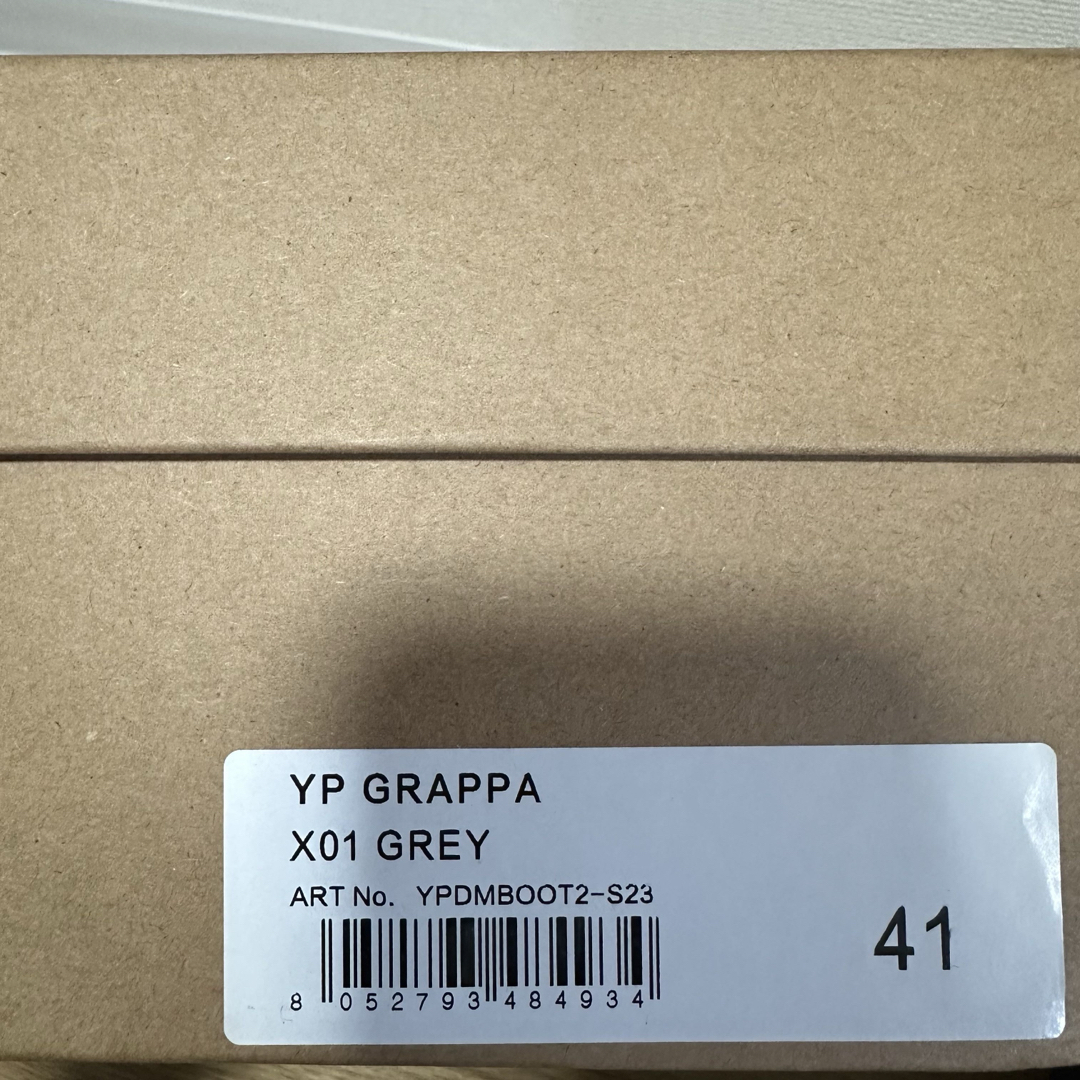 YP GRAPPA
X01 GREY
ART No. YPDMBOOT2-S23
41
8 052793 484934